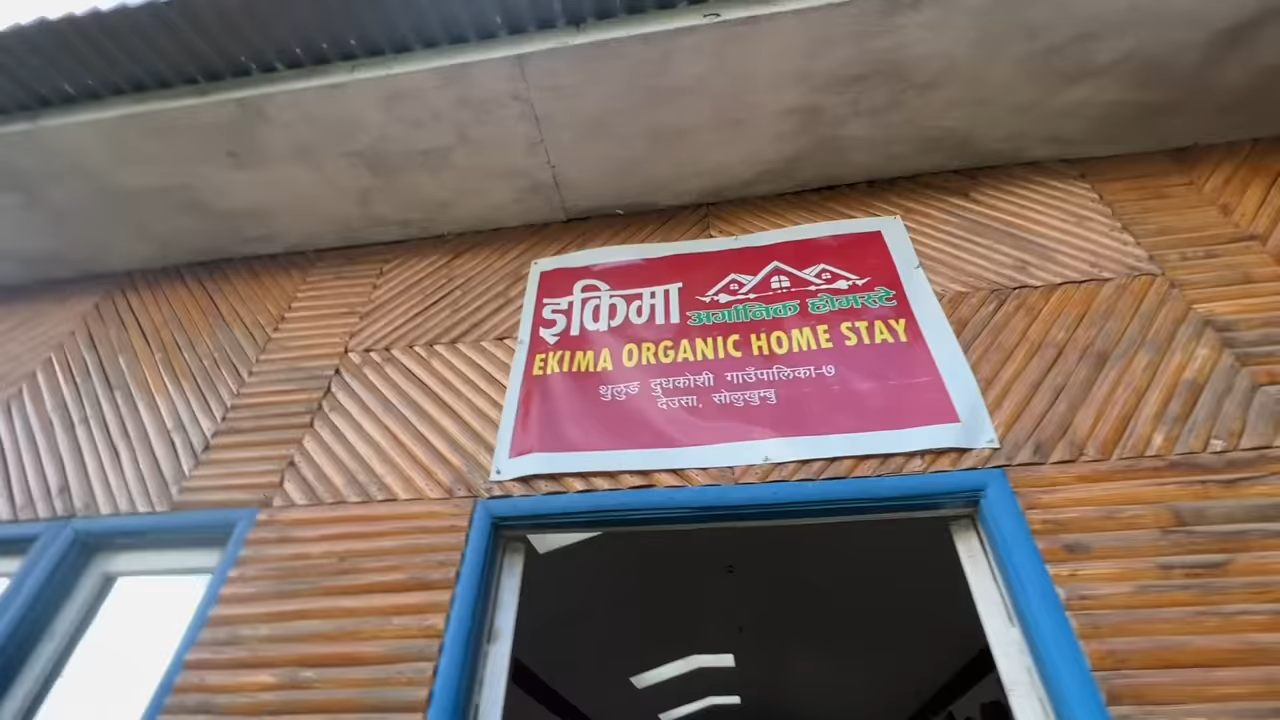 इकिमा
अर्गानिक होमस्टे
EKIMA ORGANIC HOME STAY
थुलुङ दुधकोशी गाउँपालिका-७
देउसा, सोलुखुम्बु